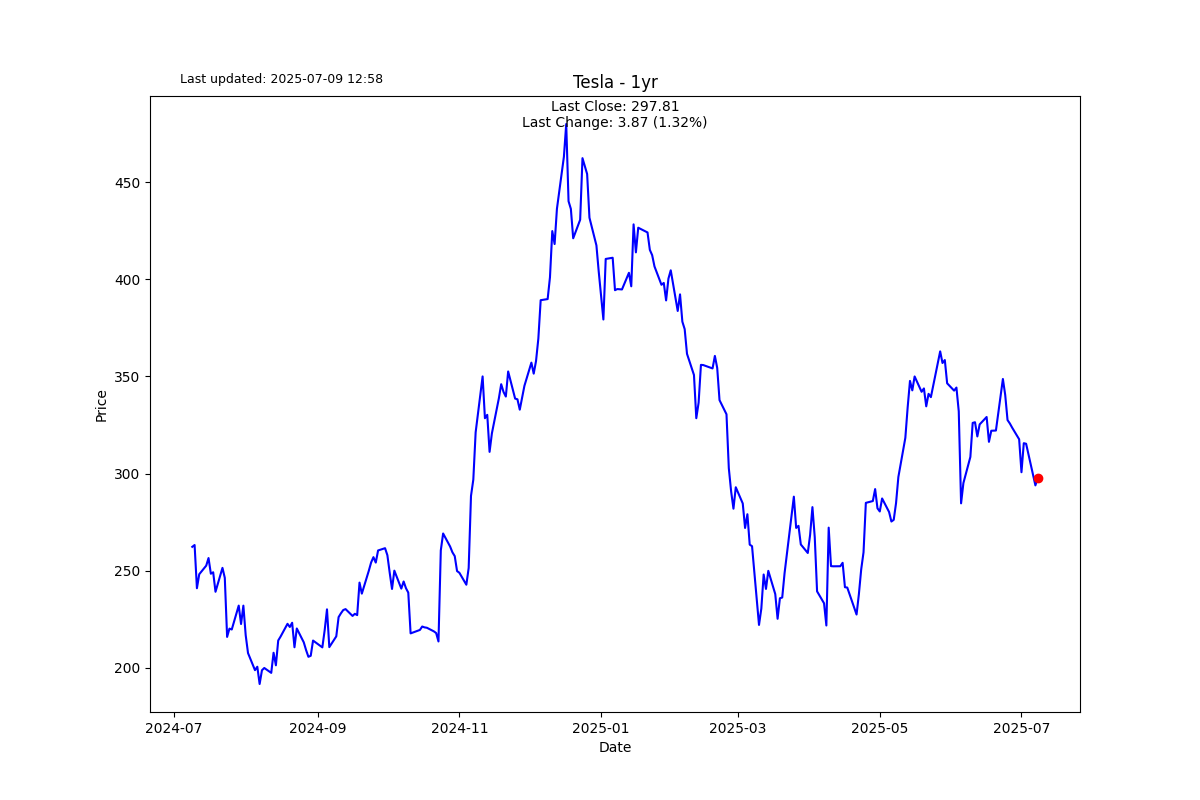 Last updated: 2025-07-09 12:58
Tesla - 1yr
Last Close: 297.81
Last Change: 3.87 (1.32%)
450
400
350
300
250
200
Price
2024-07
2024-09
2024-11
2025-01
2025-03
2025-05
2025-07
Date